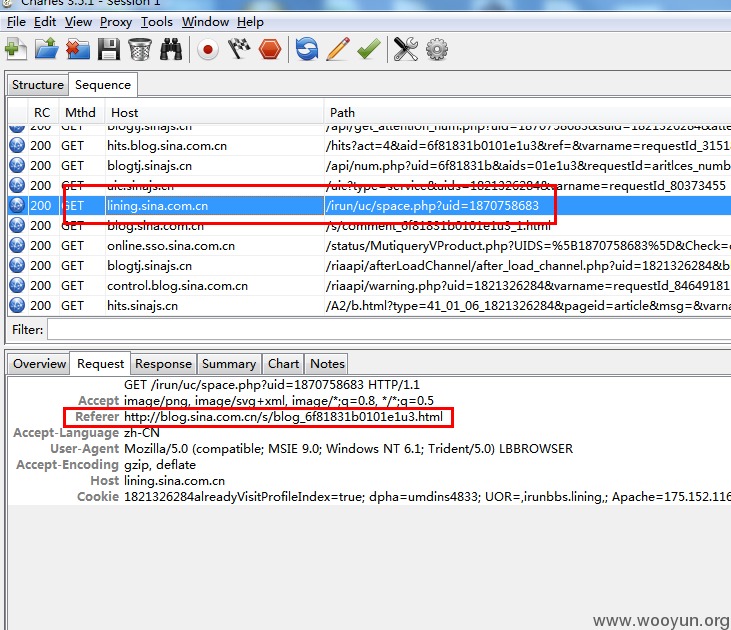 Charles 3.5.1 - Session 1
File Edit View Proxy Tools Window Help
Structure Sequence
RC Mthd Host Path
200 GET blogtj.sinajs.cn /api/get_attention_num.php?uid=1870758683&suid=1821326284&atte
200 GET hits.blog.sina.com.cn /hits?act=4&aid=6f81831b0101e1u3&ref=&varname=requestId_3151
200 GET blogtj.sinajs.cn /api/num.php?uid=6f81831b&aids=01e1u3&requestId=aritlces_number
200 GET uic.sinajs.cn /uic?type=service&uids=1821326284&varname=requestId_80373455
200 GET lining.sina.com.cn /irun/uc/space.php?uid=1870758683
200 GET blog.sina.com.cn /s/comment_6f81831b0101e1u3_1.html
200 GET online.sso.sina.com.cn /status/MutiqueryVProduct.php?UIDS=%5B1870758683%5D&Check=
200 GET blogtj.sinajs.cn /riaapi/afterLoadChannel/after_load_channel.php?uid=1821326284&b
200 GET control.blog.sina.com.cn /riaapi/warning.php?uid=1821326284&varname=requestId_84649181
200 GET hits.sinajs.cn /A2/b.html?type=41_01_06_1821326284&pageid=article&msg=&varna
Filter:
Overview Request Response Summary Chart Notes
GET /irun/uc/space.php?uid=1870758683 HTTP/1.1
Accept image/png, image/svg+xml, image/*;q=0.8, */*;q=0.5
Referer http://blog.sina.com.cn/s/blog_6f81831b0101e1u3.html
Accept-Language zh-CN
User-Agent Mozilla/5.0 (compatible; MSIE 9.0; Windows NT 6.1; Trident/5.0) LBBROWSER
Accept-Encoding gzip, deflate
Host lining.sina.com.cn
Cookie 1821326284alreadyVisitProfileIndex=true; dpha=umdins4833; UOR=,irunbbs.lining,; Apache=175.152.116
www.wooyun.org